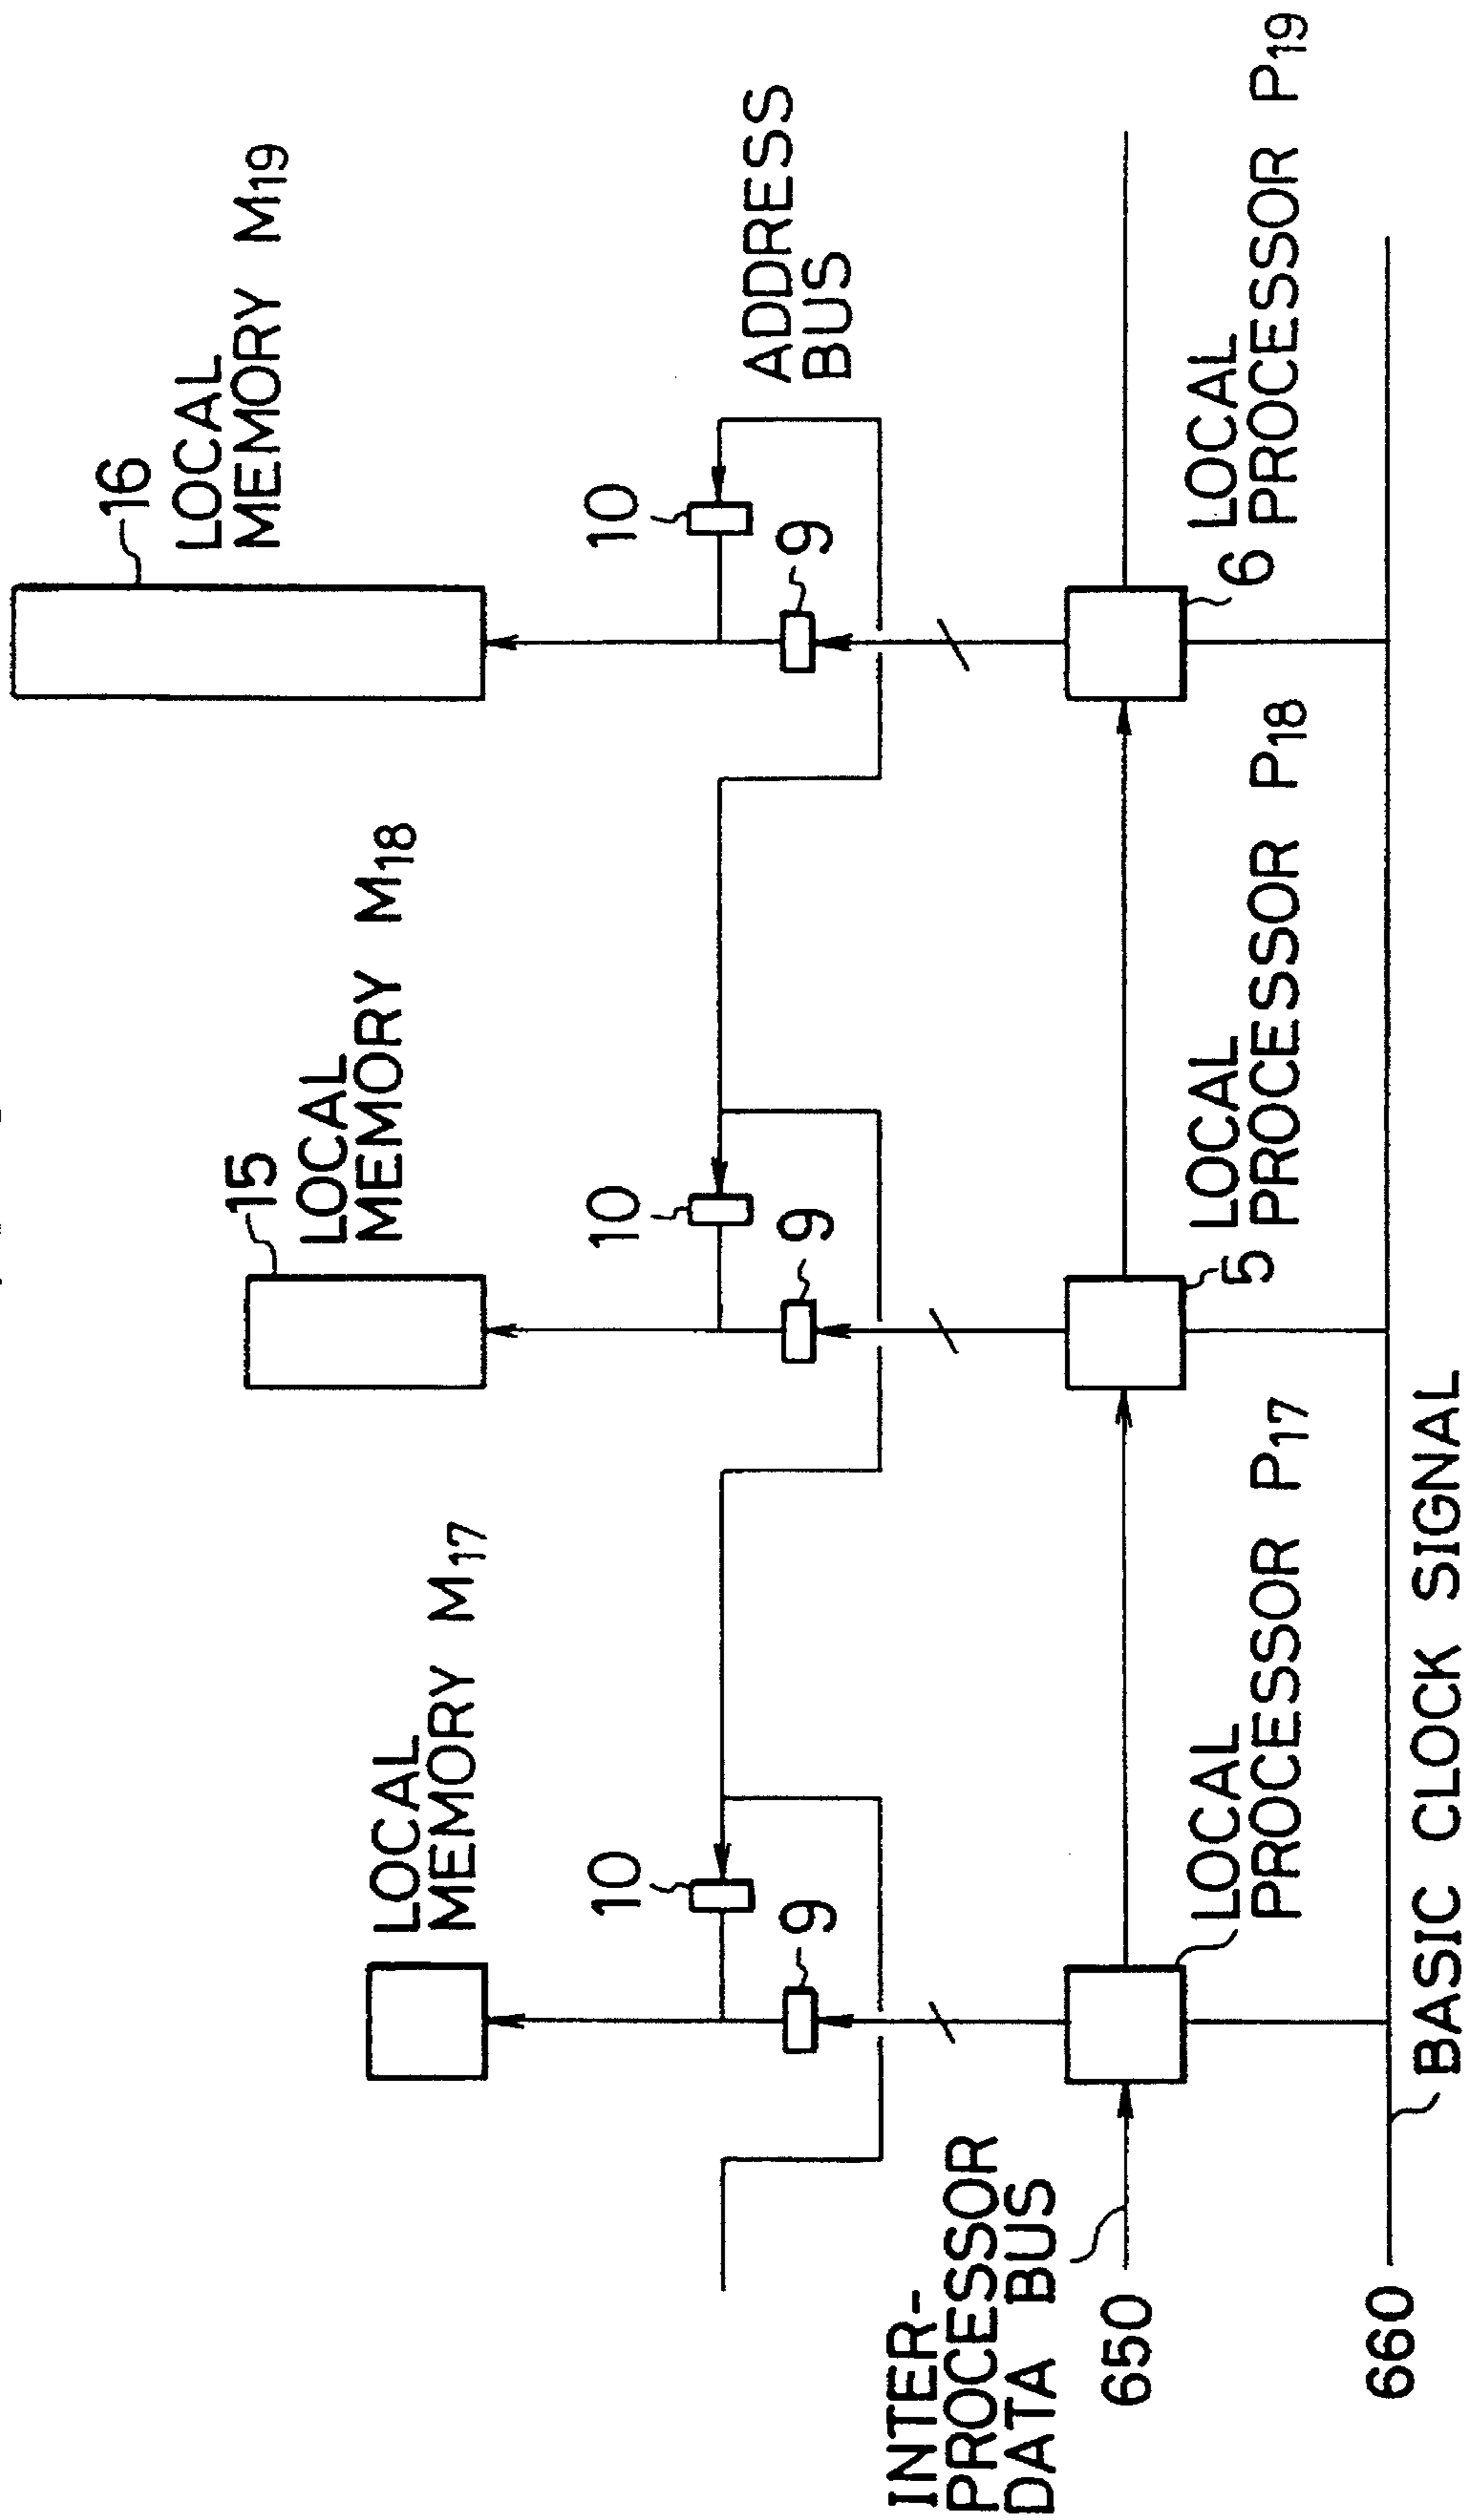 16
LOCAL
MEMORY M19
15
LOCAL
MEMORY M18
LOCAL
MEMORY M17
10
10
10
ADDRESS
BUS
9
9
9
INTER-
PROCESSOR
DATA BUS
650
LOCAL
PROCESSOR P17
5
LOCAL
PROCESSOR P18
6
LOCAL
PROCESSOR P19
660
BASIC CLOCK SIGNAL